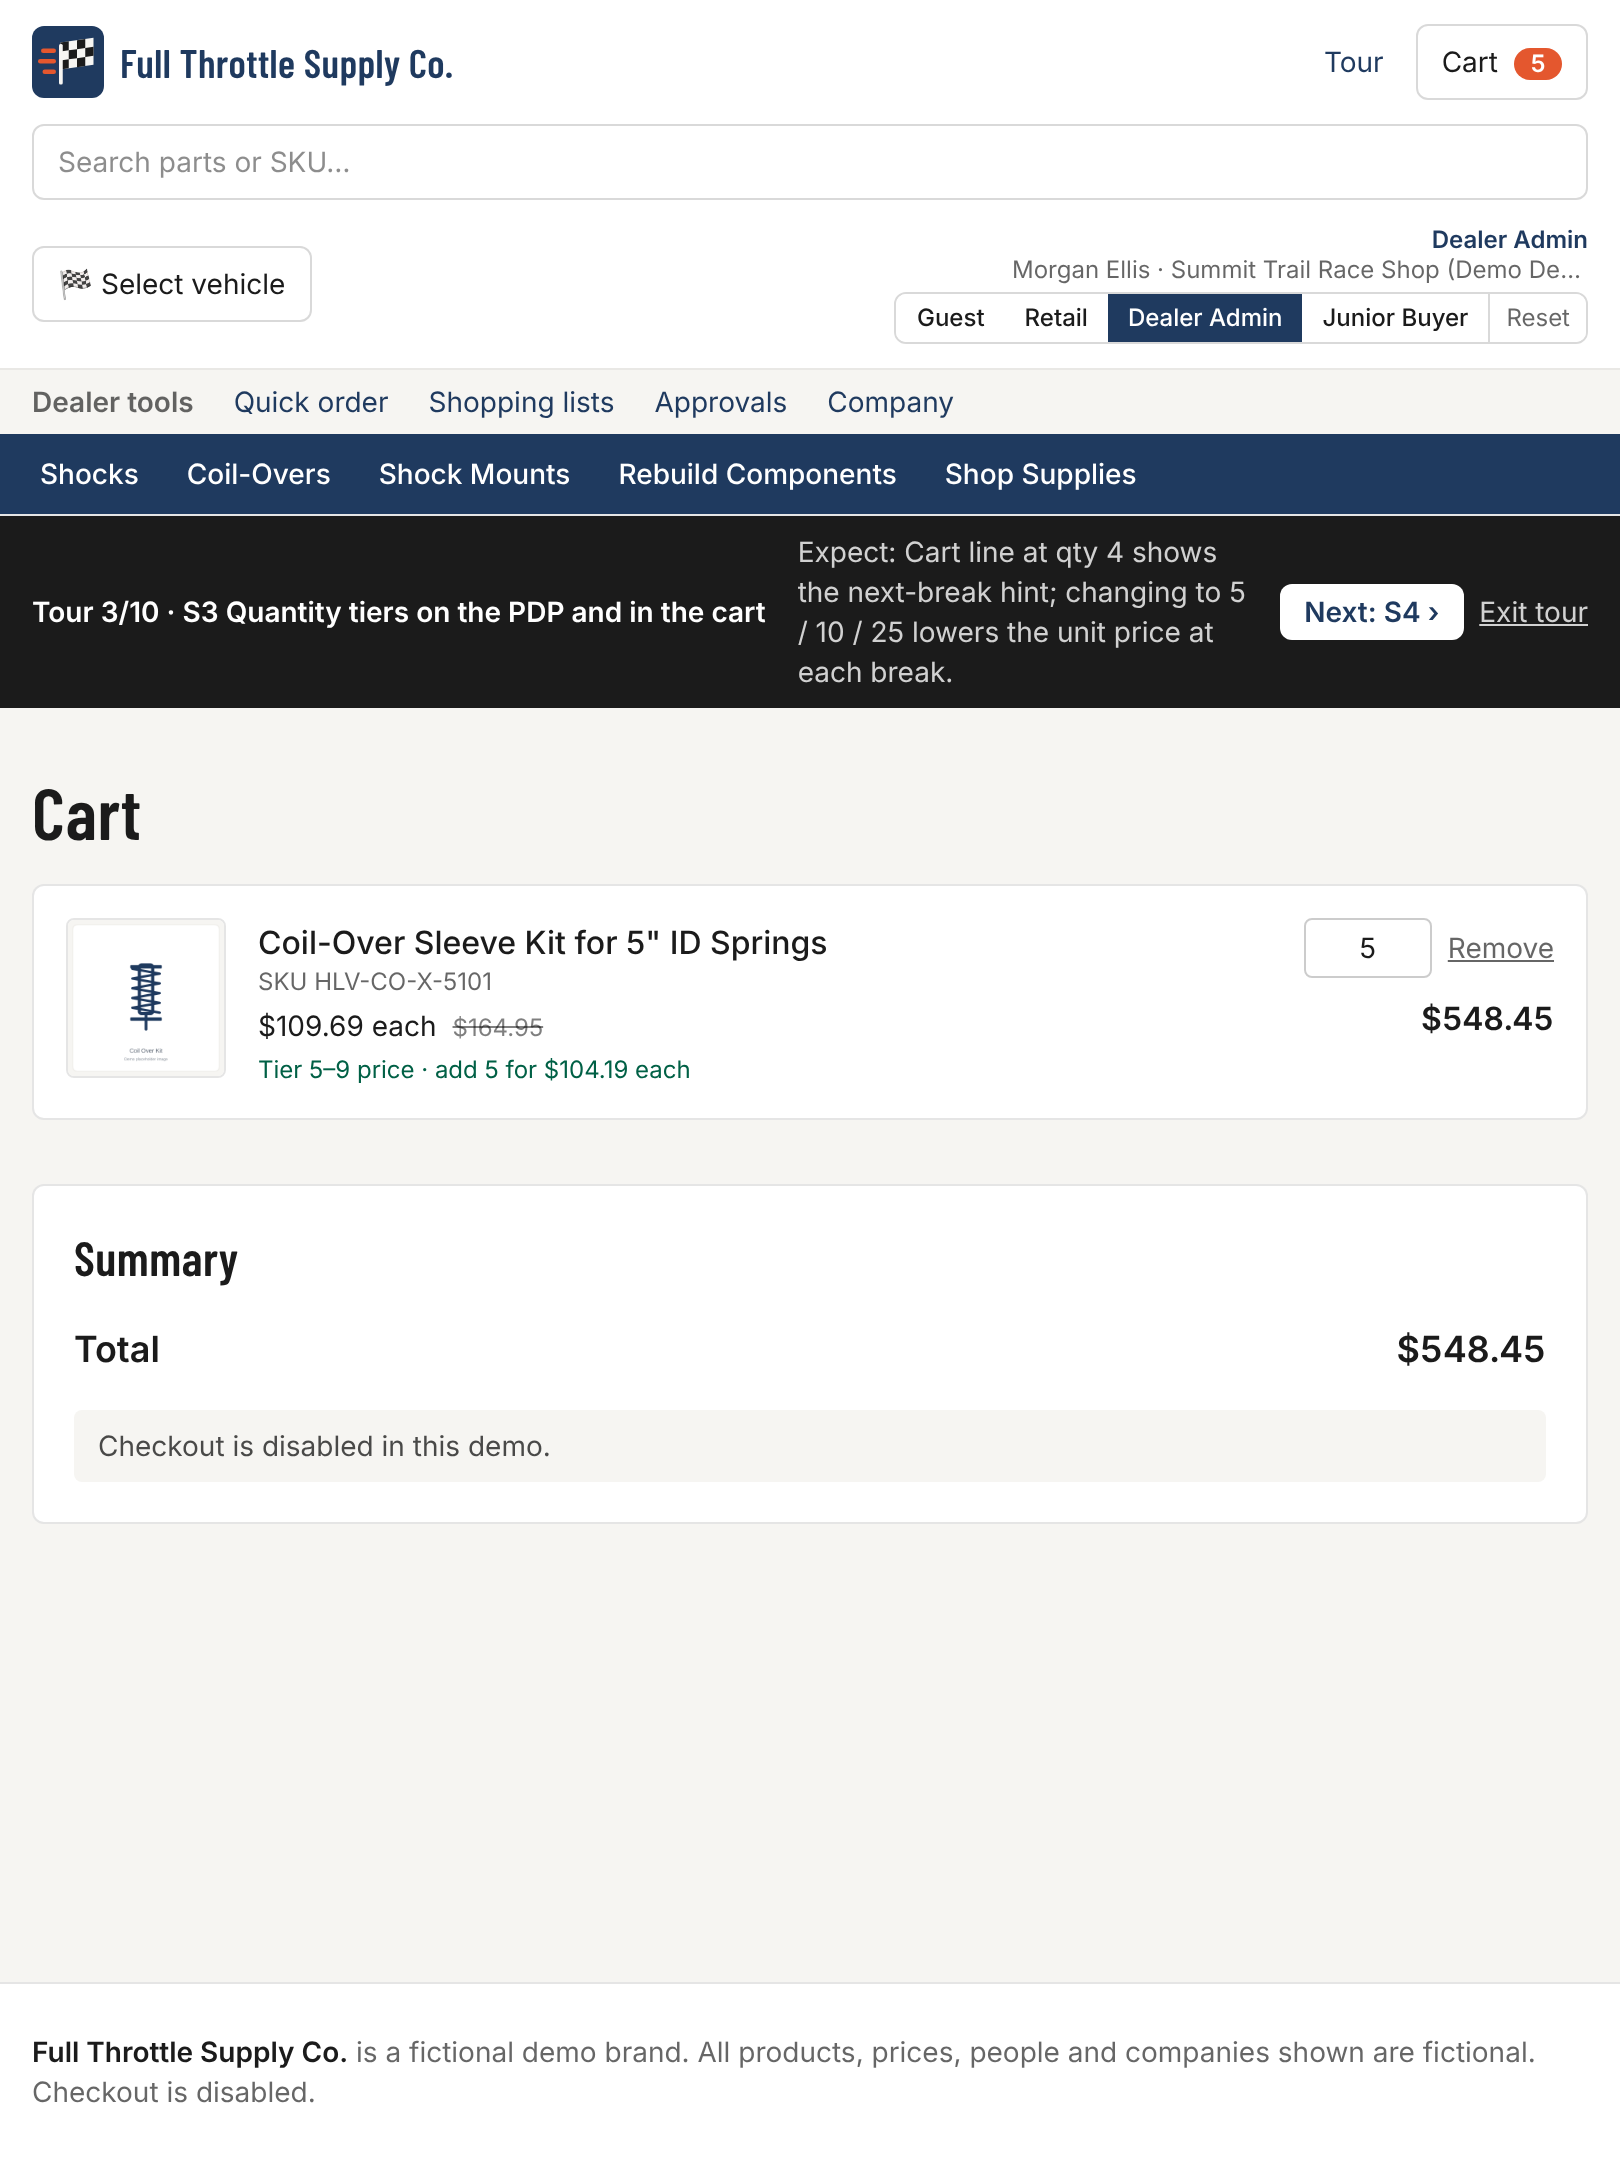 Full Throttle Supply Co.
Tour
Cart 5
Search parts or SKU...
Select vehicle
Dealer Admin
Morgan Ellis · Summit Trail Race Shop (Demo De...
Guest Retail Dealer Admin Junior Buyer Reset
Dealer tools Quick order Shopping lists Approvals Company
Shocks Coil-Overs Shock Mounts Rebuild Components Shop Supplies
Tour 3/10 · S3 Quantity tiers on the PDP and in the cart
Expect: Cart line at qty 4 shows
the next-break hint; changing to 5
/ 10 / 25 lowers the unit price at
each break.
Next: S4 ›
Exit tour
Cart
Coil Over Kit
Coil-Over Sleeve Kit for 5" ID Springs
SKU HLV-CO-X-5101
$109.69 each $164.95
Tier 5–9 price · add 5 for $104.19 each
5 Remove
$548.45
Summary
Total $548.45
Checkout is disabled in this demo.
Full Throttle Supply Co. is a fictional demo brand. All products, prices, people and companies shown are fictional.
Checkout is disabled.